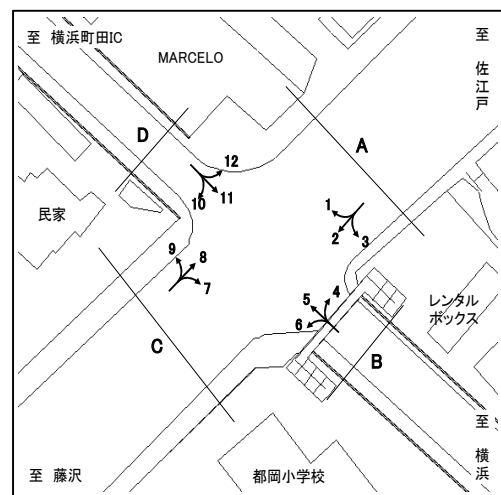 至 横浜町田IC
MARCELO
至 佐江戸
D
A
12
11
10
1
2
3
民家
9
8
7
5
4
6
レンタル
ボックス
C
B
至 藤沢
都岡小学校
至 横浜